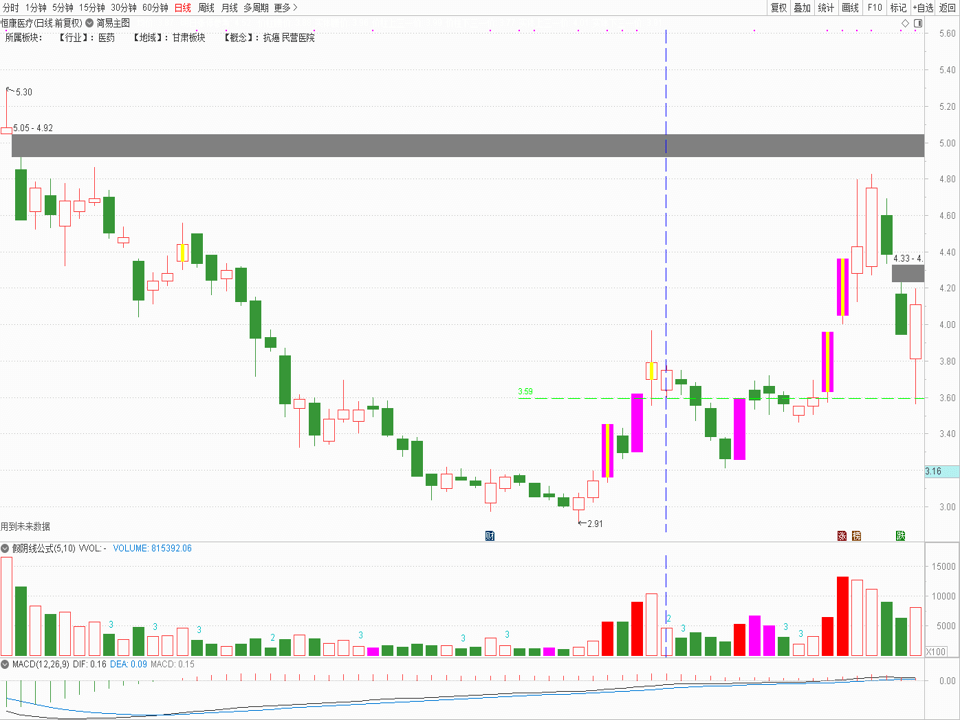 分时 1分钟 5分钟 15分钟 30分钟 60分钟 日线 周线 月线 多周期 更多 > 复权 叠加 统计 画线 F10 标记 +自选 返回
恒康医疗(日线.前复权) 简易主图
所属板块: 【行业】: 医药 【地域】: 甘肃板块 【概念】: 抗癌 民营医院
5.60
5.40
5.30
5.20
5.05 - 4.92
5.00
4.80
4.60
4.40
4.33 - 4.
4.20
4.00
3.80
3.59
3.60
3.40
3.16
3.00
2.91
用到未来数据
财 涨 榜 跌
假阴线公式(5,10) VVOL: - VOLUME: 815392.06
15000
10000
3 3 3 2 3 3 3 2 3 3 3
5000
X100
MACD(12,26,9) DIF: 0.16 DEA: 0.09 MACD: 0.15
0.00